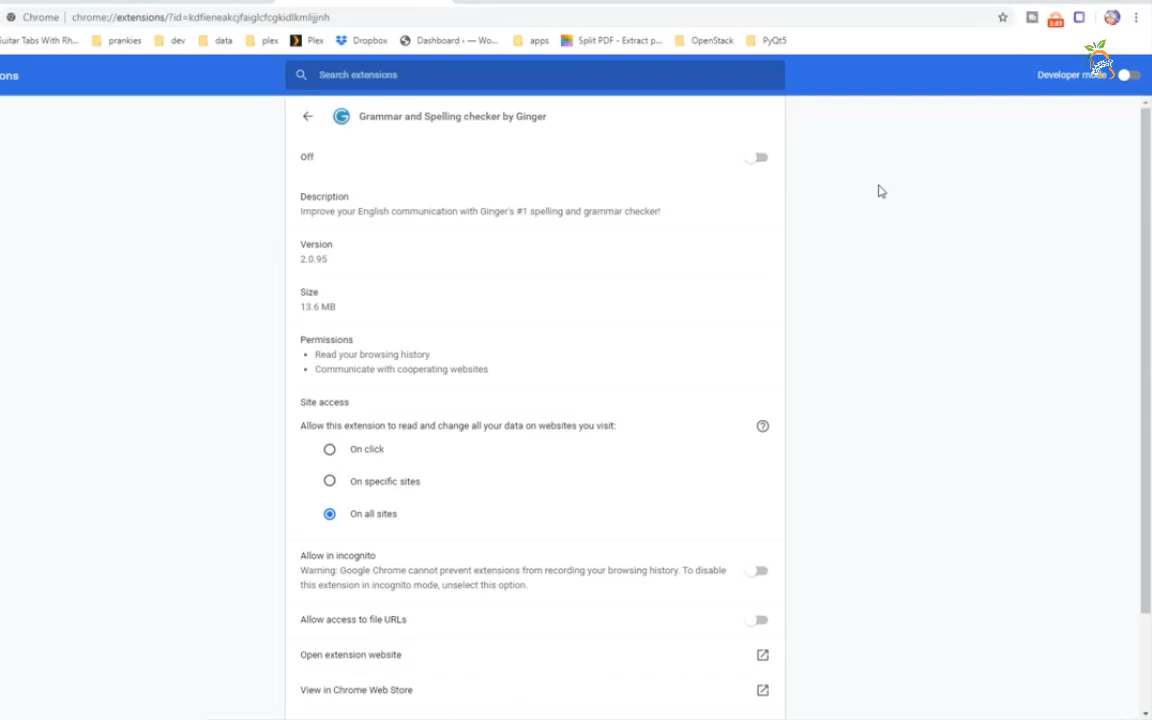 Chrome chrome://extensions/?id=kdfieneakcjfaiglcfcgkidlkmlijjnh
uitar Tabs With Rh... prankies dev data plex Plex Dropbox Dashboard ‹ — Wo... apps Split PDF - Extract p... OpenStack PyQt5
ons Search extensions Developer mode
Grammar and Spelling checker by Ginger
Off
Description
Improve your English communication with Ginger's #1 spelling and grammar checker!
Version
2.0.95
Size
13.6 MB
Permissions
• Read your browsing history
• Communicate with cooperating websites
Site access
Allow this extension to read and change all your data on websites you visit:
On click
On specific sites
On all sites
Allow in incognito
Warning: Google Chrome cannot prevent extensions from recording your browsing history. To disable
this extension in incognito mode, unselect this option.
Allow access to file URLs
Open extension website
View in Chrome Web Store